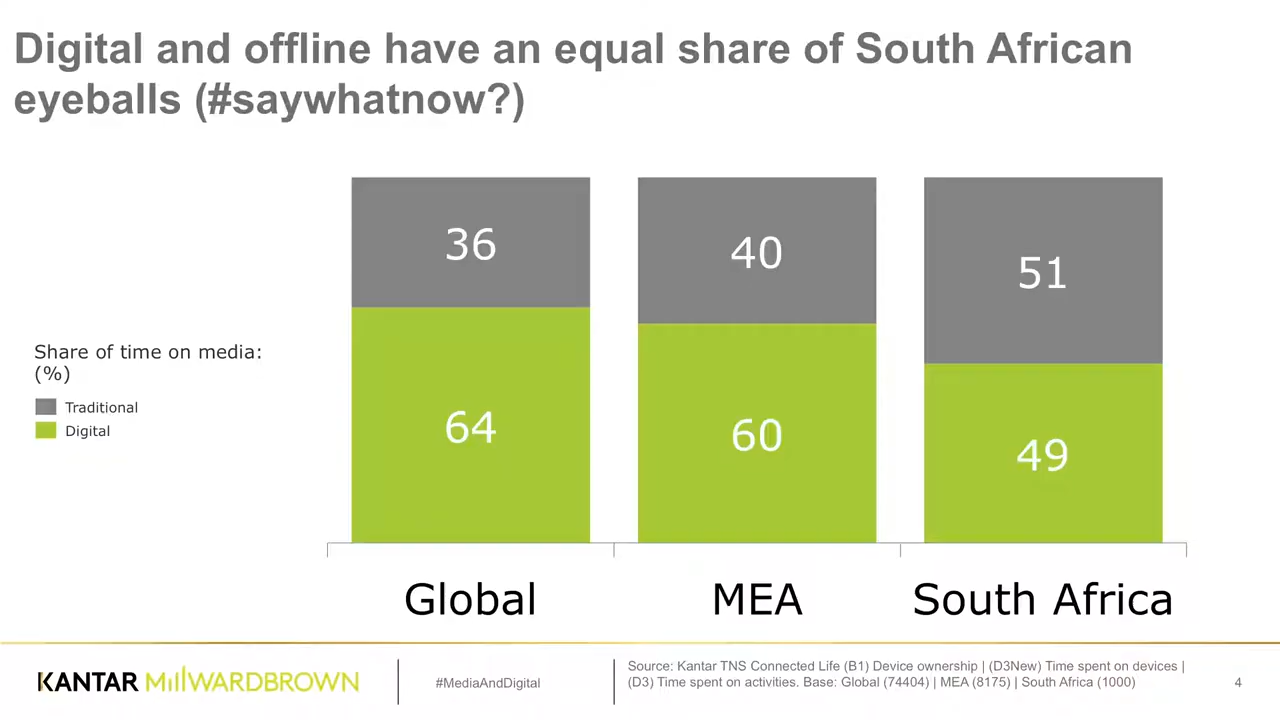 Digital and offline have an equal share of South African
eyeballs (#saywhatnow?)
36
40
51
Share of time on media:
(%)
Traditional
Digital
64
60
49
Global
MEA
South Africa
KANTAR MillWARDBROWN
#MediaAndDigital
Source: Kantar TNS Connected Life (B1) Device ownership | (D3New) Time spent on devices |
(D3) Time spent on activities. Base: Global (74404) | MEA (8175) | South Africa (1000)
4